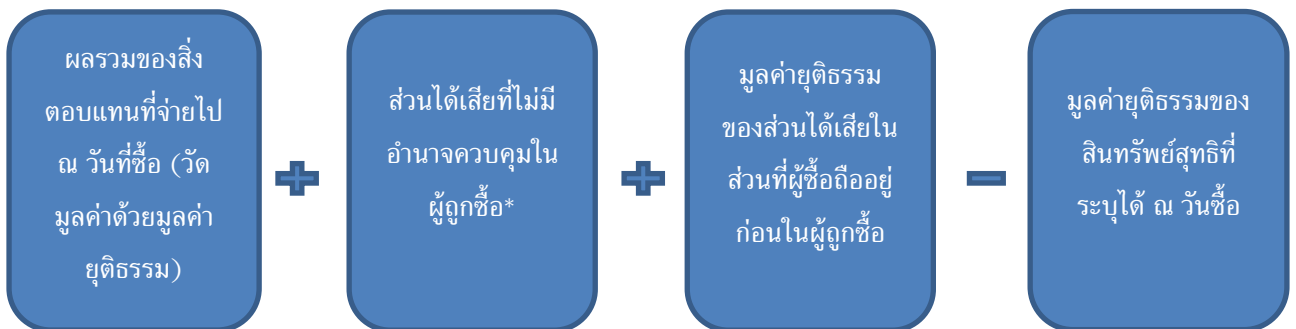 ผลรวมของสิ่ง
ตอบแทนที่จ่ายไป
ณ วันที่ซื้อ (วัด
มูลค่าด้วยมูลค่า
ยุติธรรม)
ส่วนได้เสียที่ไม่มี
อำนาจควบคุมใน
ผู้ถูกซื้อ*
มูลค่ายุติธรรม
ของส่วนได้เสียใน
ส่วนที่ผู้ซื้อถืออยู่
ก่อนในผู้ถูกซื้อ
มูลค่ายุติธรรมของ
สินทรัพย์สุทธิที่
ระบุได้ ณ วันซื้อ